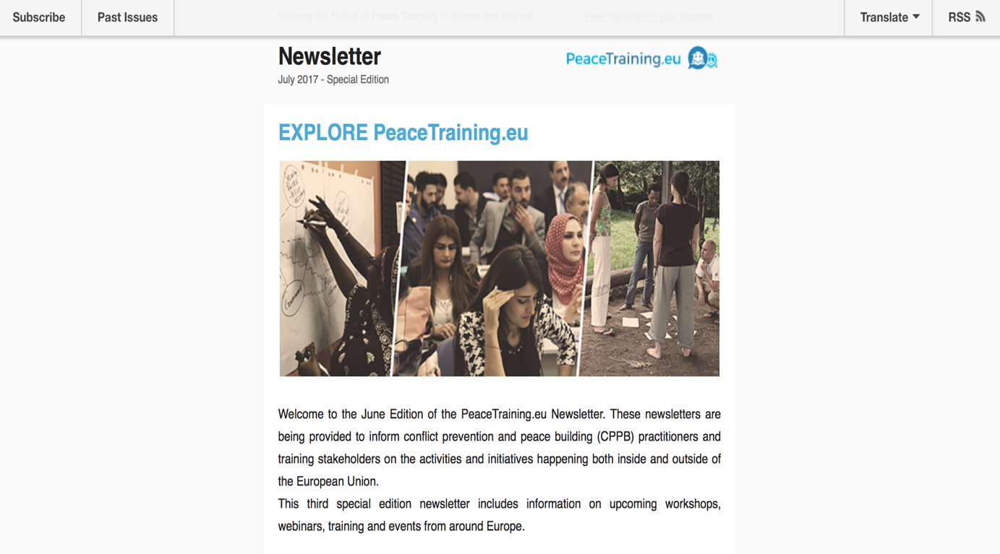 Subscribe
Past Issues
Translate
RSS
Shaping the Future of Peace Training in Europe and Beyond
View this email in your browser
Newsletter
PeaceTraining.eu
July 2017 - Special Edition
EXPLORE PeaceTraining.eu
Welcome to the June Edition of the PeaceTraining.eu Newsletter. These newsletters are
being provided to inform conflict prevention and peace building (CPPB) practitioners and
training stakeholders on the activities and initiatives happening both inside and outside of
the European Union.
This third special edition newsletter includes information on upcoming workshops,
webinars, training and events from around Europe.